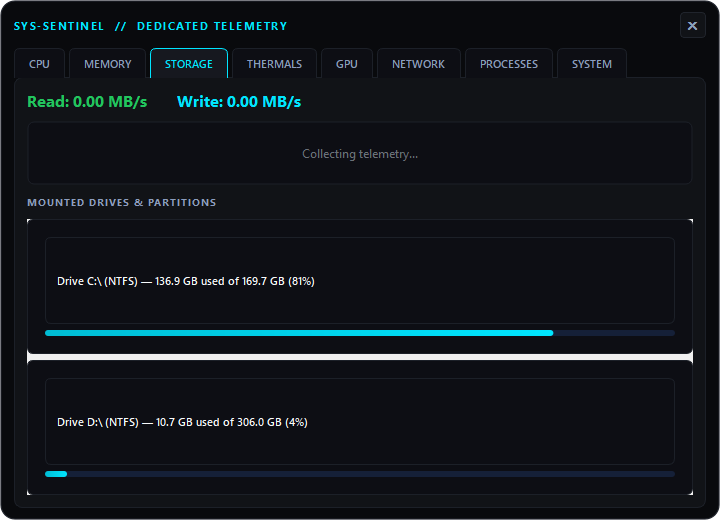 SYS-SENTINEL // DEDICATED TELEMETRY
✕
CPU MEMORY STORAGE THERMALS GPU NETWORK PROCESSES SYSTEM
Read: 0.00 MB/s Write: 0.00 MB/s
Collecting telemetry...
MOUNTED DRIVES & PARTITIONS
Drive C:\ (NTFS) — 136.9 GB used of 169.7 GB (81%)
Drive D:\ (NTFS) — 10.7 GB used of 306.0 GB (4%)